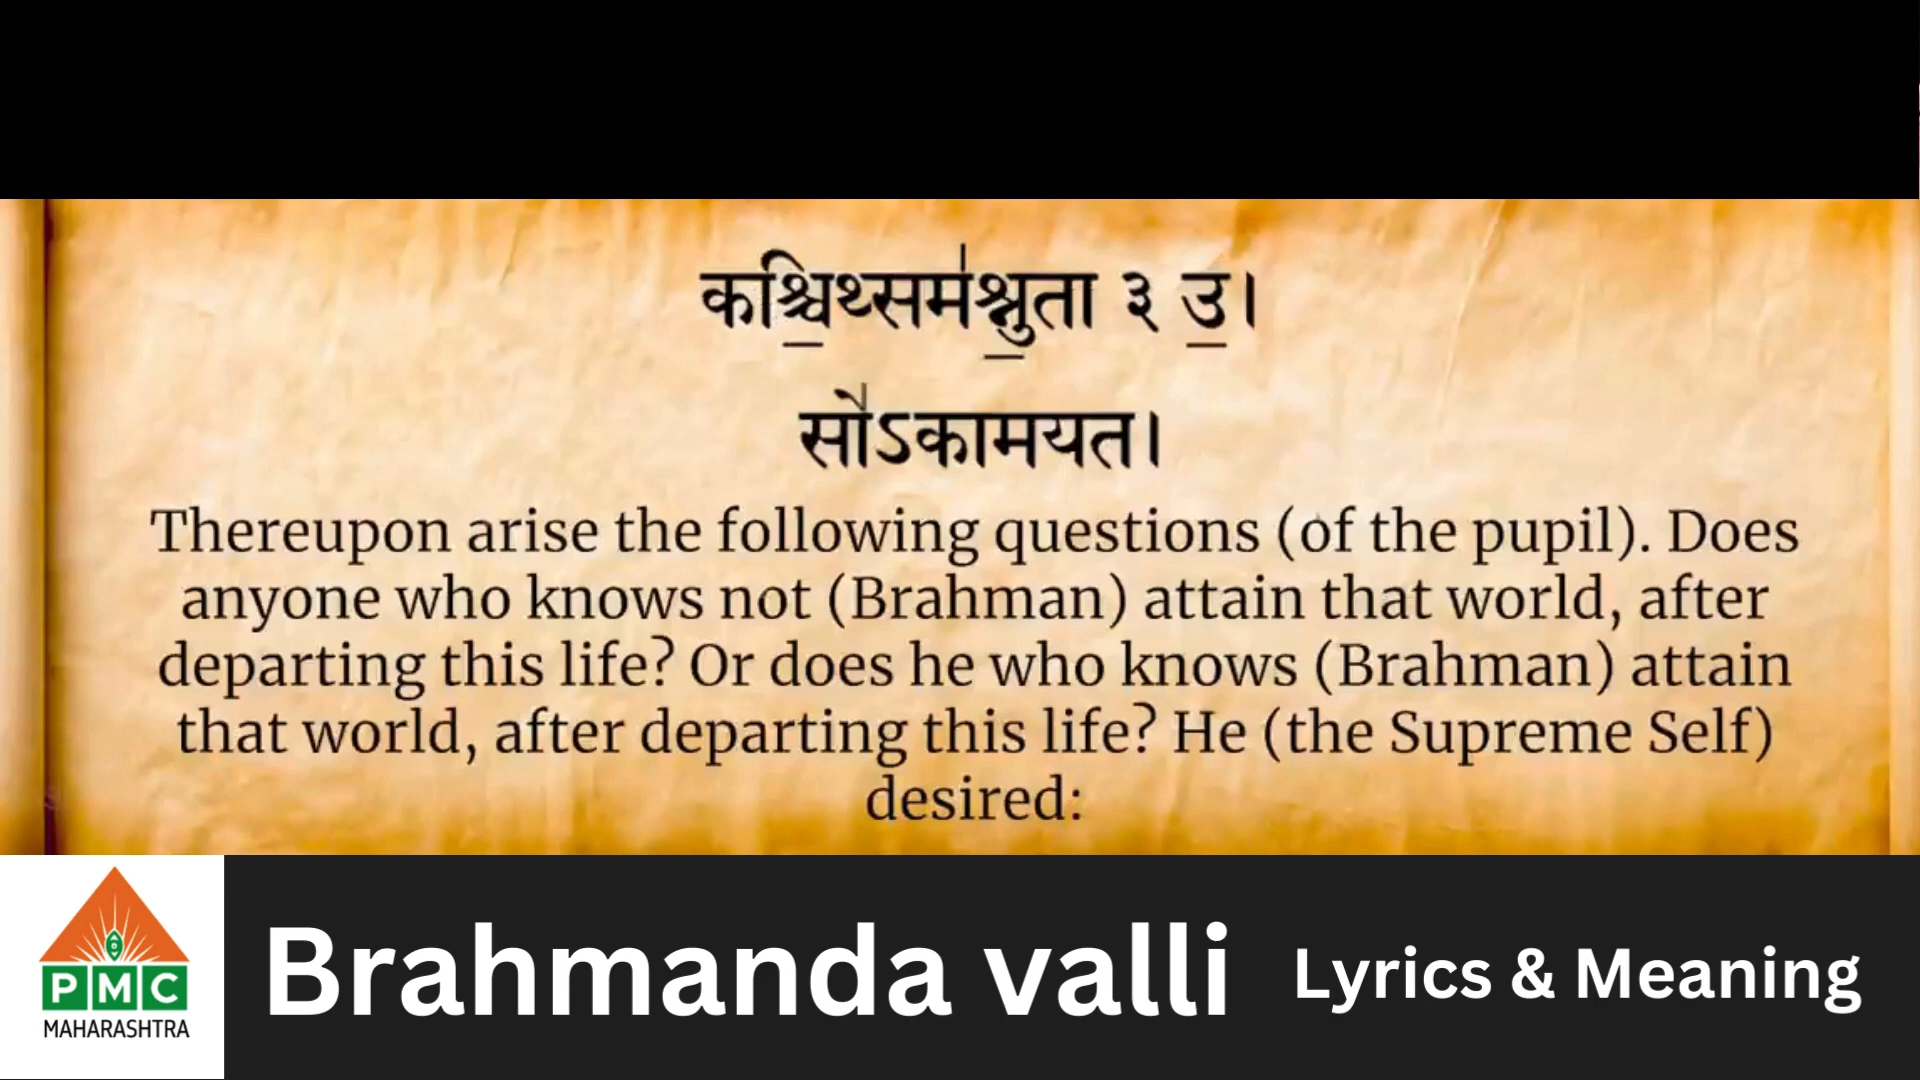 कश्चि॒थ्सम॑श्नु॒ता ३ उ॒।
सो॑ऽकामयत।
Thereupon arise the following questions (of the pupil). Does
anyone who knows not (Brahman) attain that world, after
departing this life? Or does he who knows (Brahman) attain
that world, after departing this life? He (the Supreme Self)
desired:
PMC
MAHARASHTRA
Brahmanda valli Lyrics & Meaning